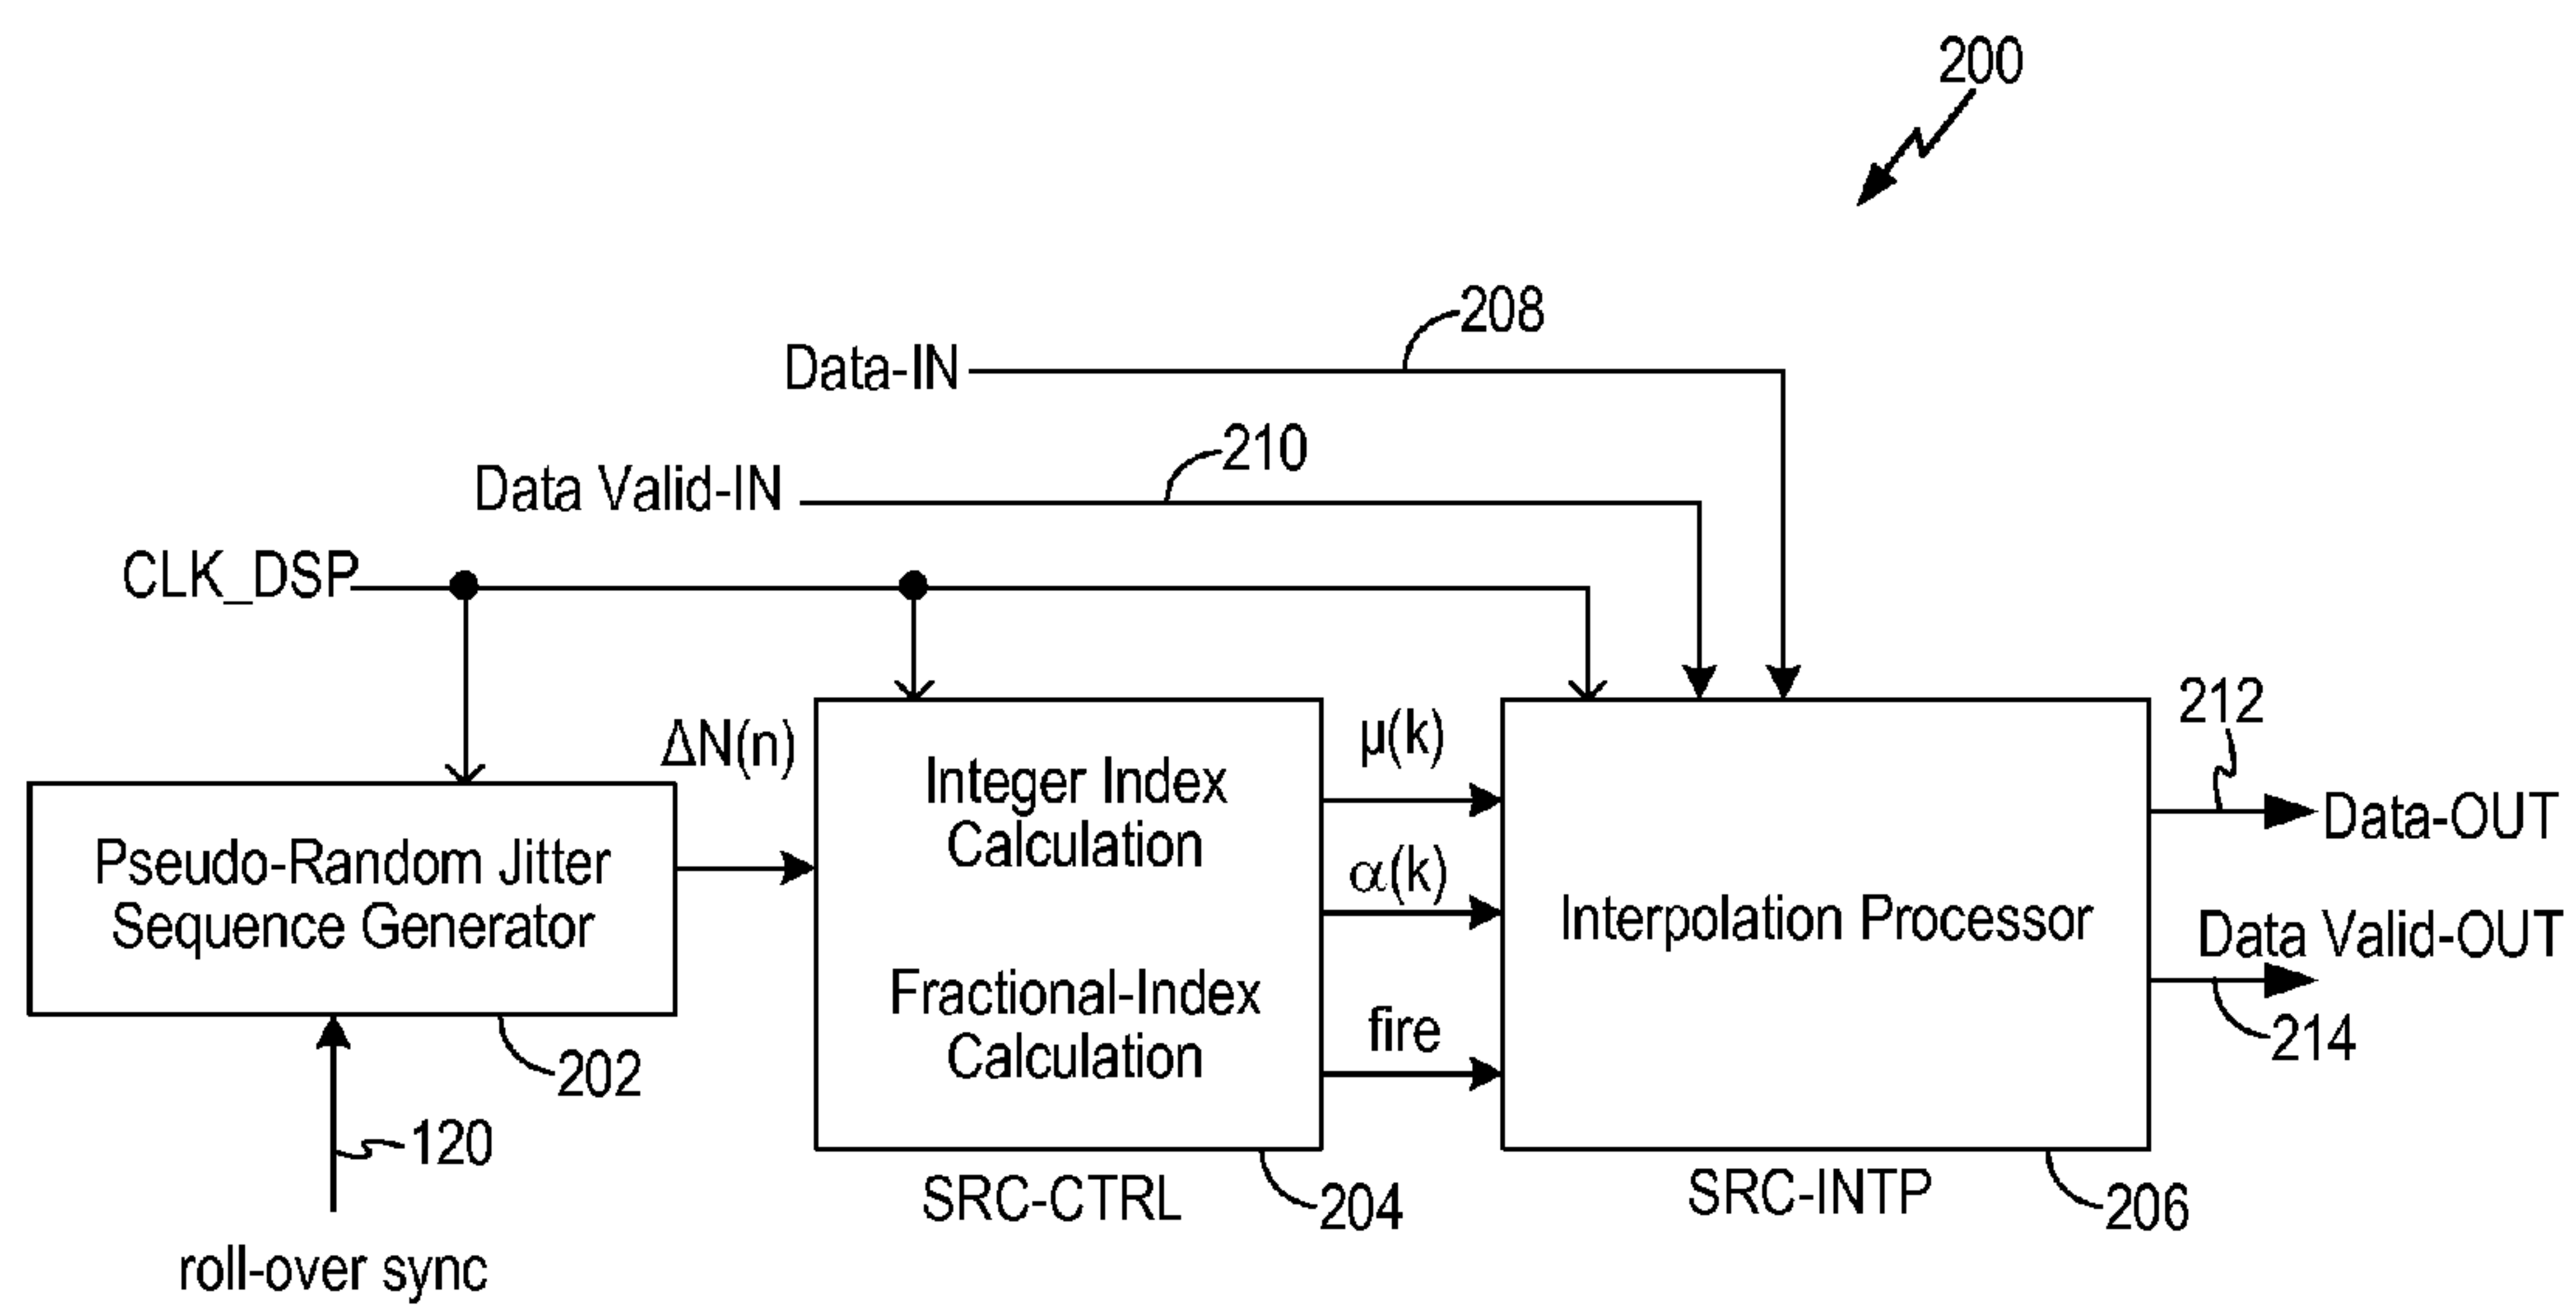 200
208
Data-IN
210
Data Valid-IN
CLK_DSP
ΔN(n)
μ(k)
212
Integer Index
Calculation
α(k)
Data-OUT
Pseudo-Random Jitter
Sequence Generator
Interpolation Processor
Data Valid-OUT
Fractional-Index
Calculation
fire
214
202
120
SRC-CTRL
204
SRC-INTP
206
roll-over sync